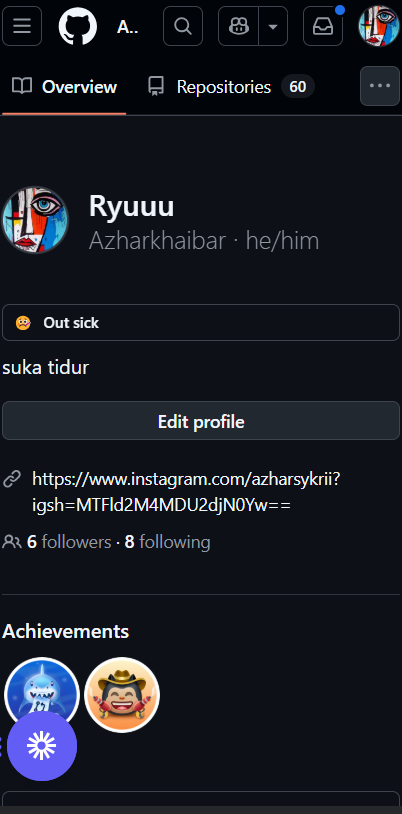 A..
Overview
Repositories 60
Ryuuu
Azharkhaibar · he/him
Out sick
suka tidur
Edit profile
https://www.instagram.com/azharsykrii?
igsh=MTFld2M4MDU2djN0Yw==
6 followers · 8 following
Achievements